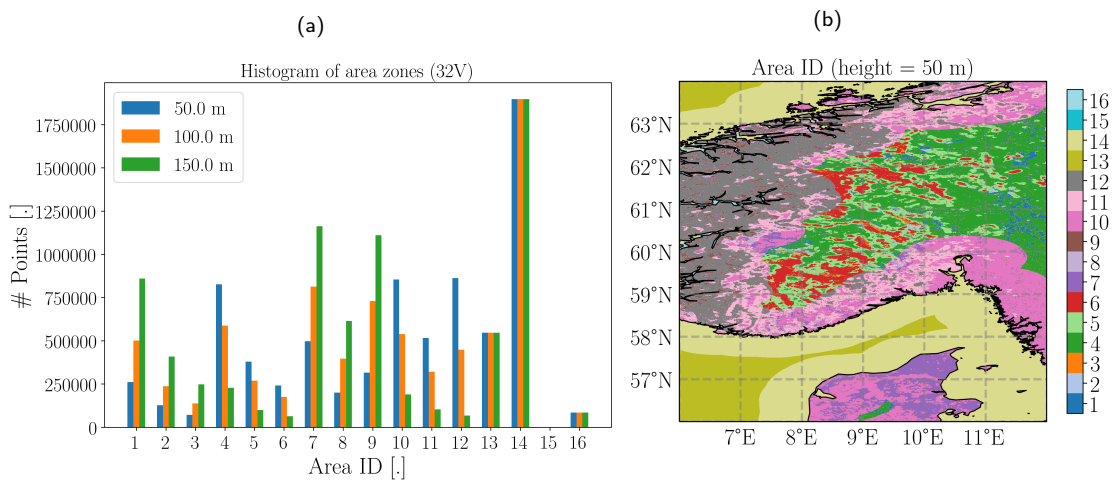 (a)
Histogram of area zones (32V)
50.0 m
100.0 m
150.0 m
# Points [.]
1750000
1500000
1250000
1000000
750000
500000
250000
0
1 2 3 4 5 6 7 8 9 10 11 12 13 14 15 16
Area ID [.]
(b)
Area ID (height = 50 m)
63°N
62°N
61°N
60°N
59°N
58°N
57°N
7°E 8°E 9°E 10°E 11°E
16
15
14
13
12
11
10
9
8
7
6
5
4
3
2
1